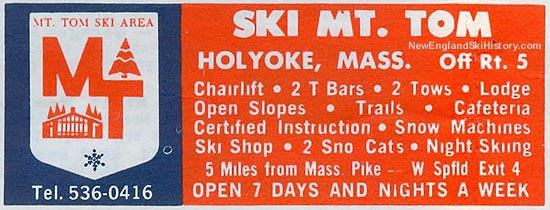 MT. TOM SKI AREA
MT
Tel. 536-0416
SKI MT. TOM
NewEnglandSkiHistory.com
HOLYOKE, MASS. Off Rt. 5
Chairlift • 2 T Bars • 2 Tows • Lodge
Open Slopes • Trails • Cafeteria
Certified Instruction • Snow Machines
Ski Shop • 2 Sno Cats • Night Skiing
5 Miles from Mass. Pike - W Spfld Exit 4
OPEN 7 DAYS AND NIGHTS A WEEK